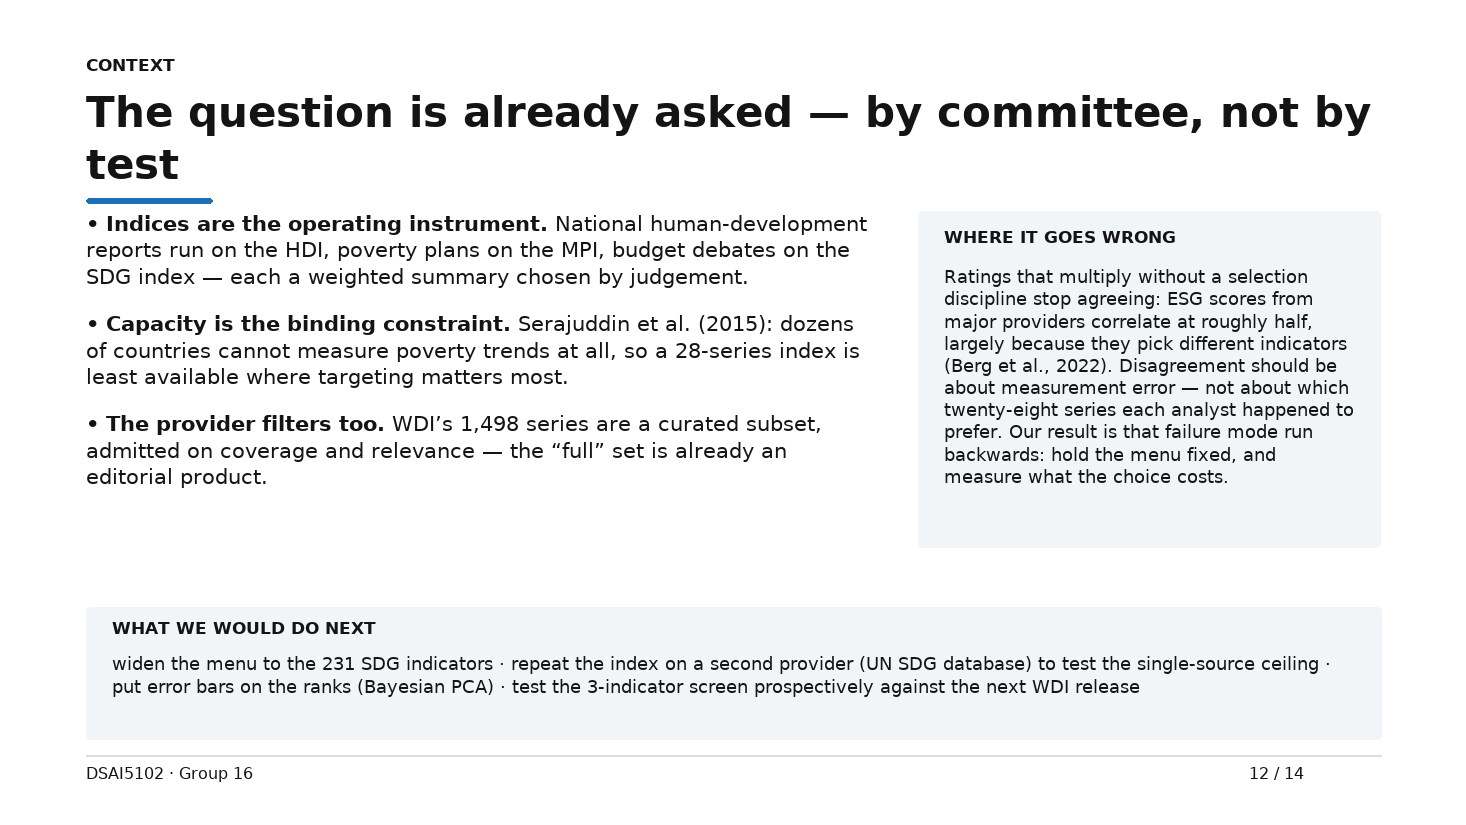 CONTEXT
The question is already asked — by committee, not by
test
• Indices are the operating instrument. National human-development
reports run on the HDI, poverty plans on the MPI, budget debates on the
SDG index — each a weighted summary chosen by judgement.
• Capacity is the binding constraint. Serajuddin et al. (2015): dozens
of countries cannot measure poverty trends at all, so a 28-series index is
least available where targeting matters most.
• The provider filters too. WDI’s 1,498 series are a curated subset,
admitted on coverage and relevance — the “full” set is already an
editorial product.
WHERE IT GOES WRONG
Ratings that multiply without a selection
discipline stop agreeing: ESG scores from
major providers correlate at roughly half,
largely because they pick different indicators
(Berg et al., 2022). Disagreement should be
about measurement error — not about which
twenty-eight series each analyst happened to
prefer. Our result is that failure mode run
backwards: hold the menu fixed, and
measure what the choice costs.
WHAT WE WOULD DO NEXT
widen the menu to the 231 SDG indicators · repeat the index on a second provider (UN SDG database) to test the single-source ceiling ·
put error bars on the ranks (Bayesian PCA) · test the 3-indicator screen prospectively against the next WDI release
DSAI5102 · Group 16
12 / 14